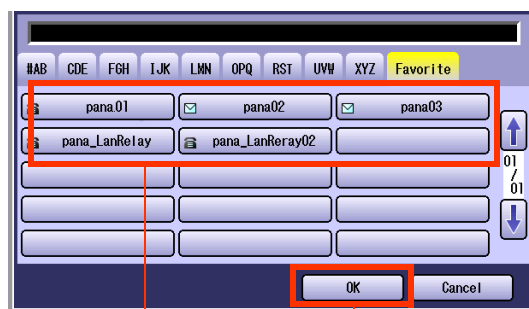 #AB CDE FGH IJK LMN OPQ RST UVW XYZ Favorite
pana01 pana02 pana03
pana_LanRelay pana_LanReray02
01
/
01
OK Cancel